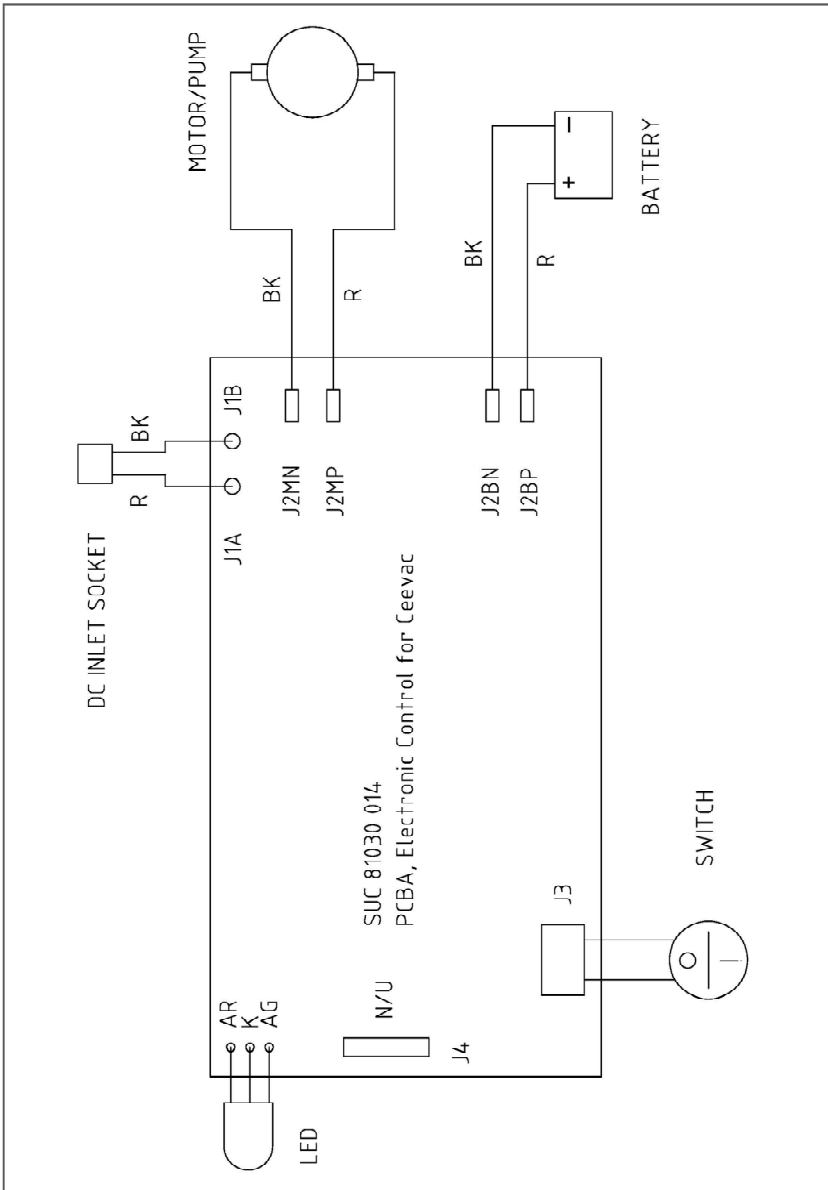 LED
AR
K
AG
J4
N/U
SUC 81030 014
PCBA, Electronic Control for Ceevac
DC INLET SOCKET
R
BK
J1A
J1B
J2MN
J2MP
BK
R
MOTOR/PUMP
J2BN
J2BP
BK
R
−
+
BATTERY
J3
SWITCH